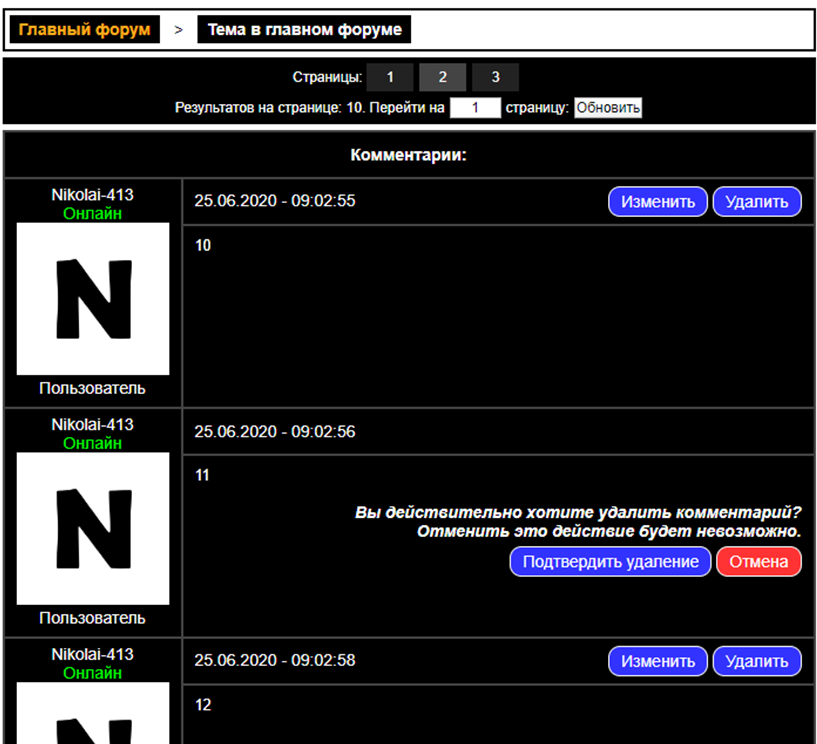 Главный форум > Тема в главном форуме
Страницы: 1 2 3
Результатов на странице: 10. Перейти на 1 страницу: Обновить
Комментарии:
Nikolai-413
Онлайн
25.06.2020 - 09:02:55 Изменить Удалить
N
10
Пользователь
Nikolai-413
Онлайн
25.06.2020 - 09:02:56
N
11
Вы действительно хотите удалить комментарий?
Отменить это действие будет невозможно.
Подтвердить удаление Отмена
Пользователь
Nikolai-413
Онлайн
25.06.2020 - 09:02:58 Изменить Удалить
N
12